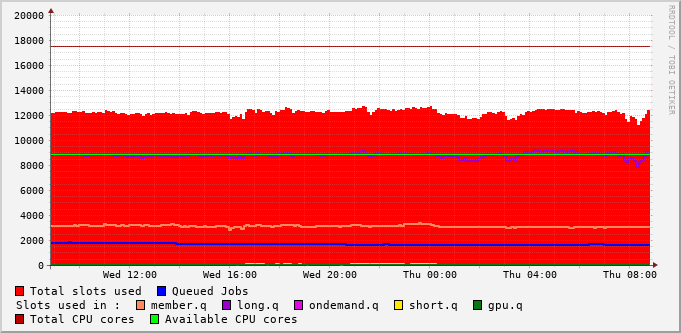 RRDTOOL / TOBI OETIKER
20000
18000
16000
14000
12000
10000
8000
6000
4000
2000
0
Wed 12:00 Wed 16:00 Wed 20:00 Thu 00:00 Thu 04:00 Thu 08:00
Total slots used Queued Jobs
Slots used in : member.q long.q ondemand.q short.q gpu.q
Total CPU cores Available CPU cores